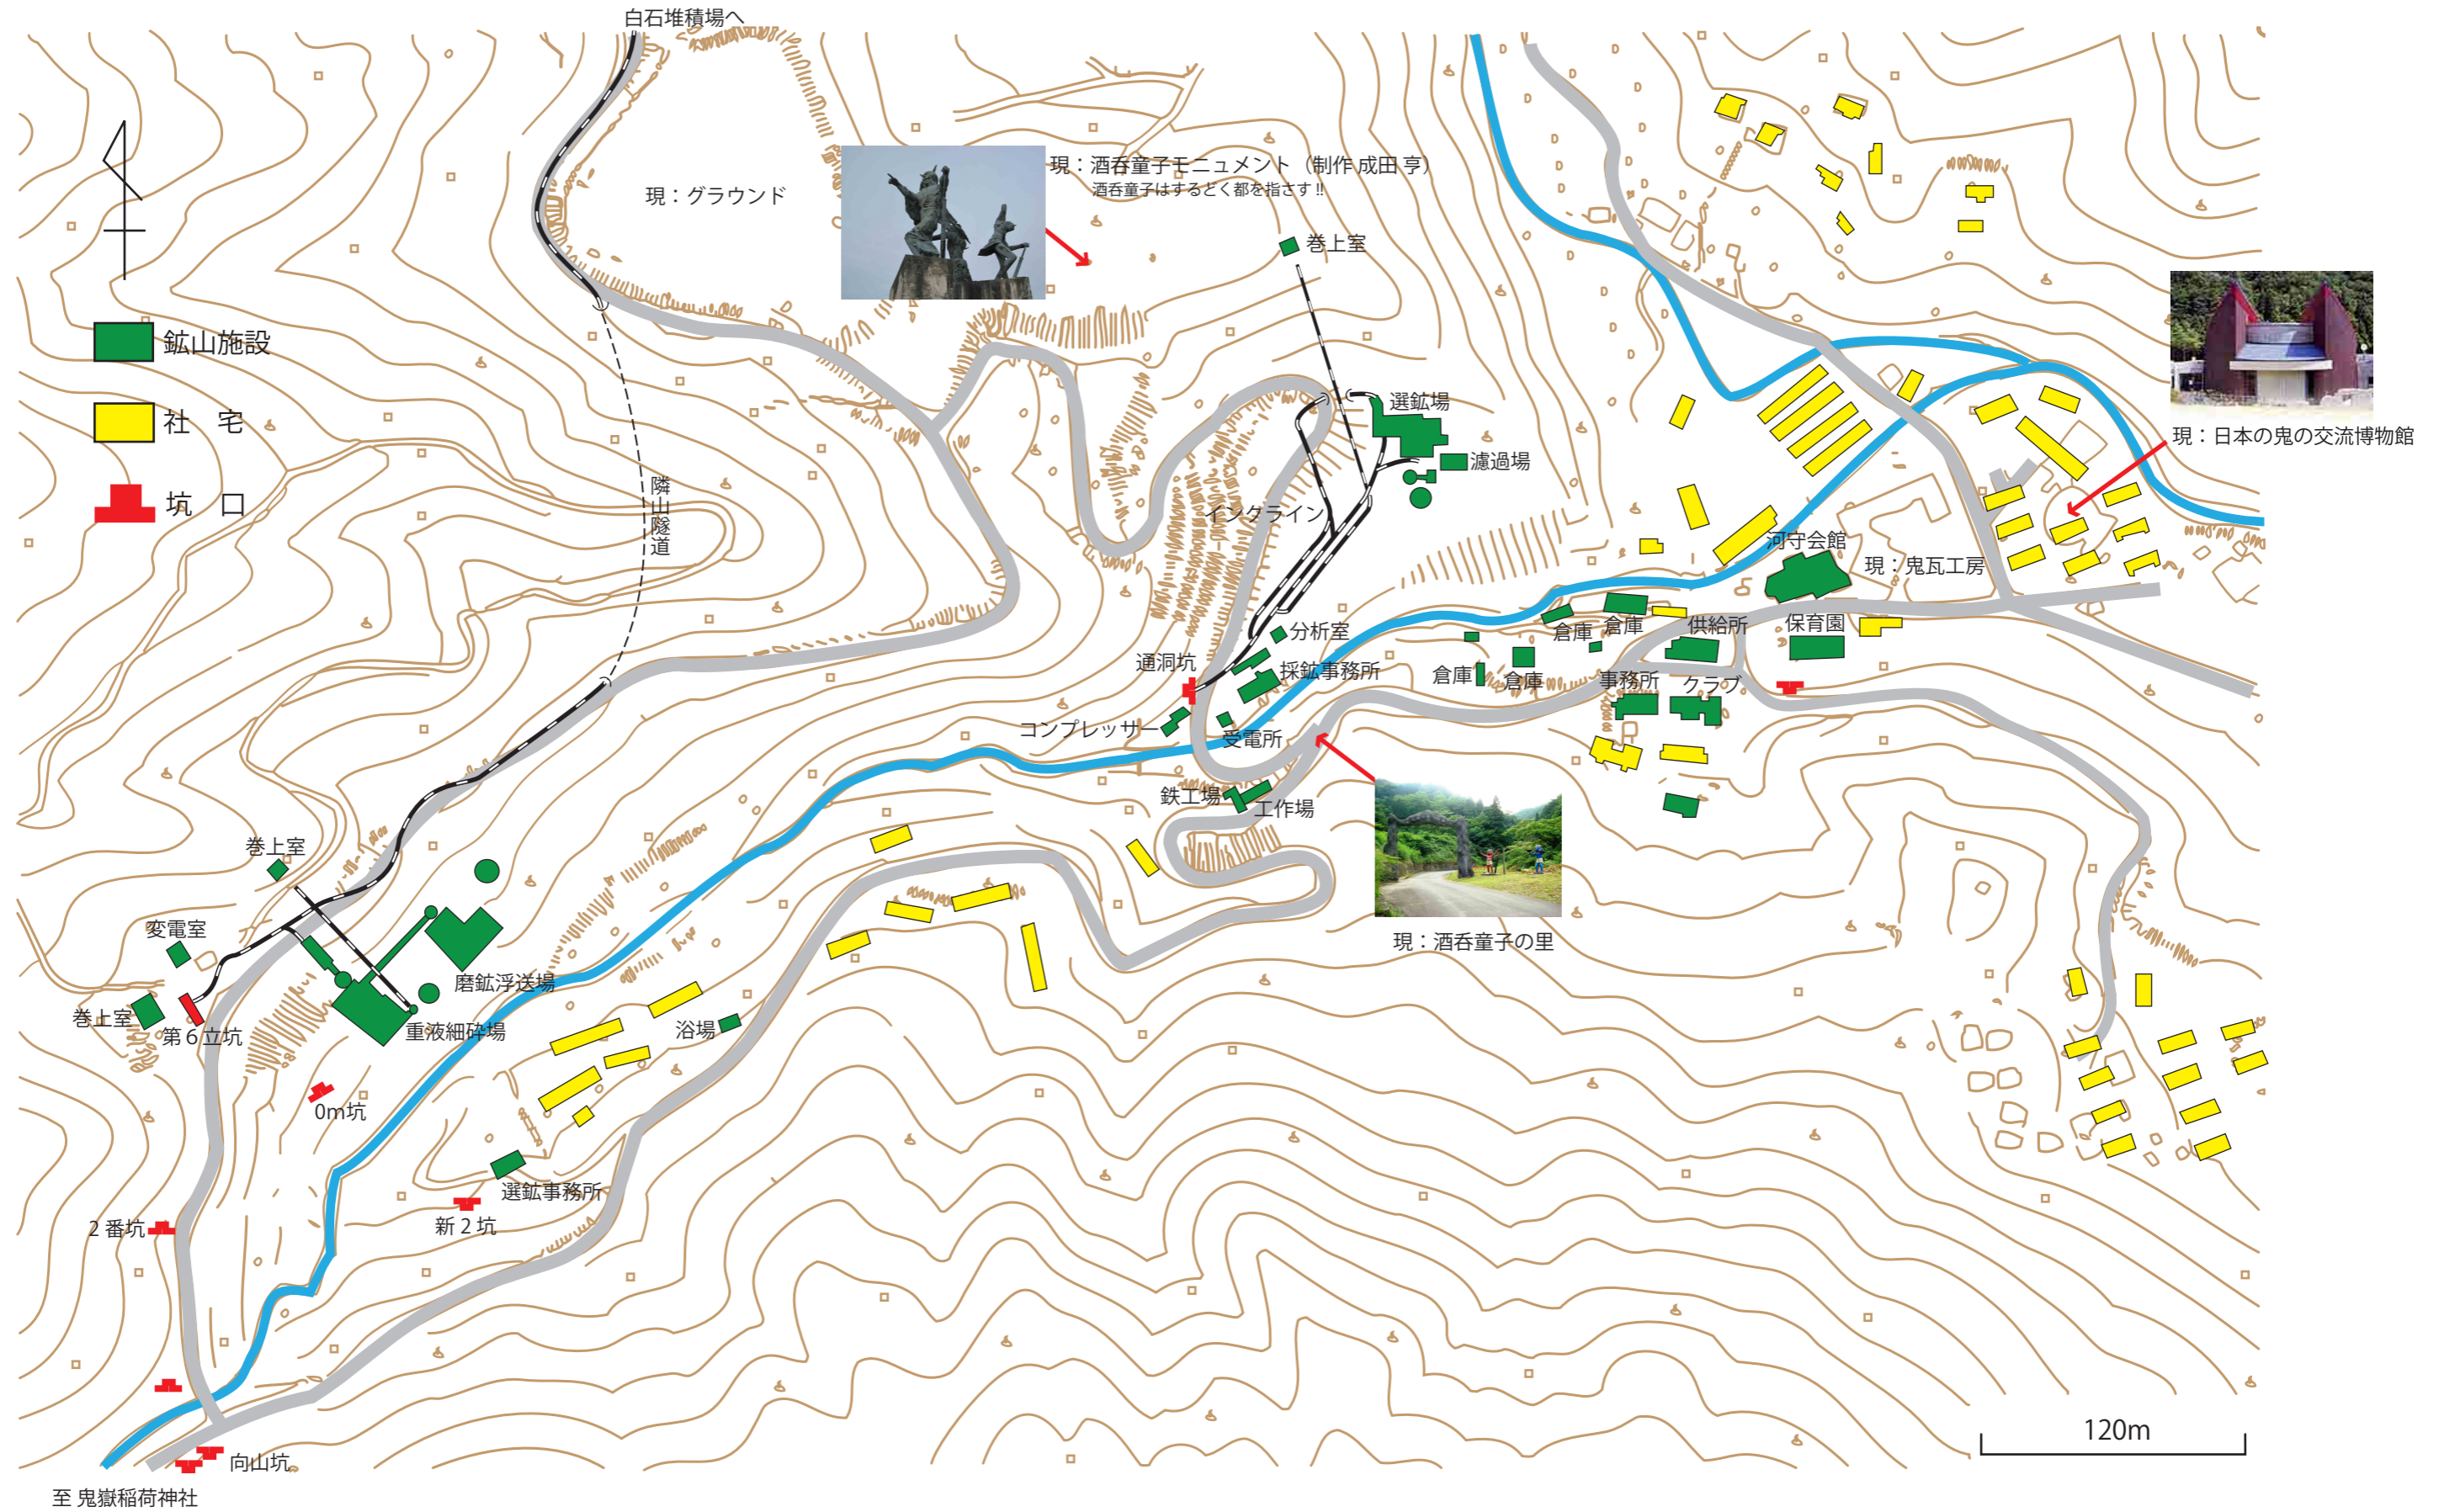 白石堆積場へ
現：グラウンド
現：酒呑童子モニュメント（制作 成田 亨）
酒呑童子はするどく都を指さす!!
巻上室
鉱山施設
社　宅
坑　口
選鉱場
濾過場
現：日本の鬼の交流博物館
隣山隧道
インクライン
河守会館
現：鬼瓦工房
分析室
倉庫
倉庫
供給所
保育園
通洞坑
採鉱事務所
倉庫
倉庫
事務所
クラブ
コンプレッサー
受電所
鉄工場
工作場
現：酒呑童子の里
巻上室
変電室
磨鉱浮送場
巻上室
第６立坑
重液細砕場
浴場
0m坑
選鉱事務所
２番坑
新２坑
向山坑
至 鬼嶽稲荷神社
120m